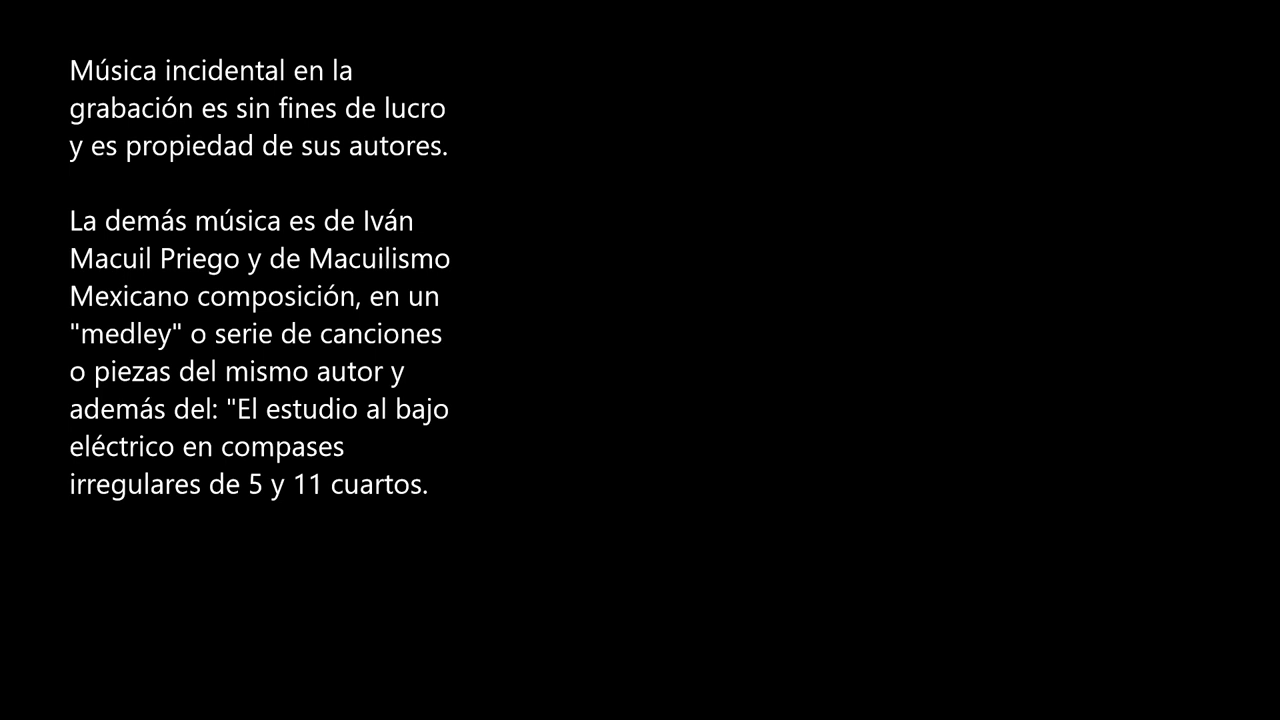 Música incidental en la
grabación es sin fines de lucro
y es propiedad de sus autores.
La demás música es de Iván
Macuil Priego y de Macuilismo
Mexicano composición, en un
"medley" o serie de canciones
o piezas del mismo autor y
además del: "El estudio al bajo
eléctrico en compases
irregulares de 5 y 11 cuartos.